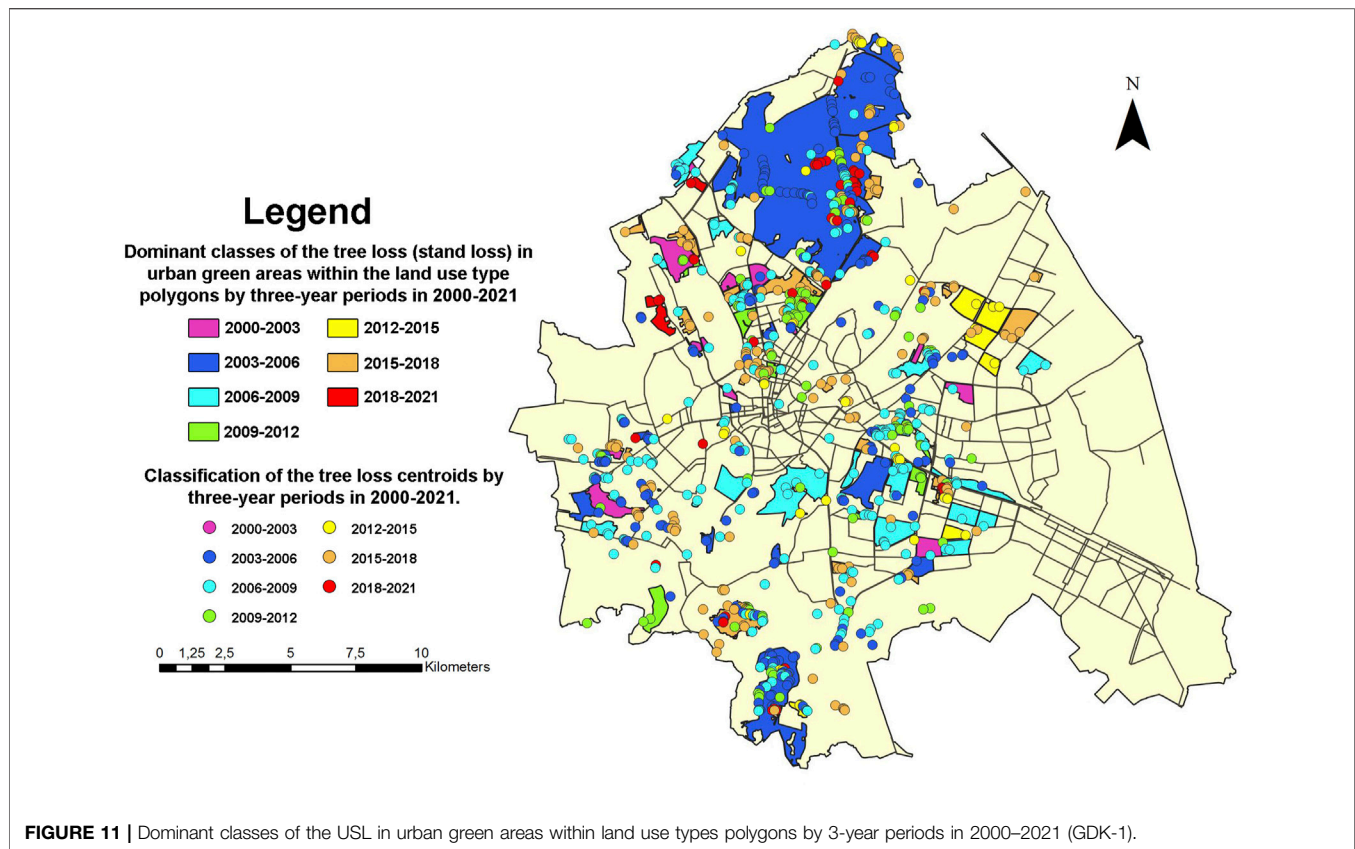 N
Legend
Dominant classes of the tree loss (stand loss) in
urban green areas within the land use type
polygons by three-year periods in 2000-2021
2000-2003
2012-2015
2003-2006
2015-2018
2006-2009
2018-2021
2009-2012
Classification of the tree loss centroids by
three-year periods in 2000-2021.
2000-2003
2012-2015
2003-2006
2015-2018
2006-2009
2018-2021
2009-2012
0 1,25 2,5 5 7,5 10
Kilometers
FIGURE 11 | Dominant classes of the USL in urban green areas within land use types polygons by 3-year periods in 2000–2021 (GDK-1).